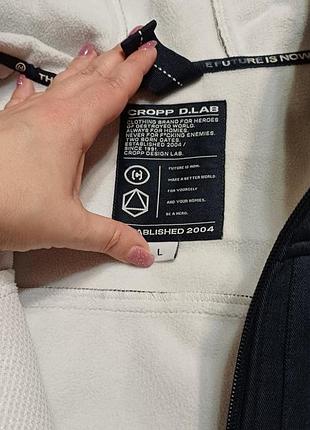 TH
E FUTURE IS NOW
CROPP D.LAB
CLOTHING BRAND FOR HEROES
OF DESTROYED WORLD.
ALWAYS FOR HOMIES.
NEVER FOR F*CKING ENEMIES.
TWO BORN DATES.
ESTABLISHED 2004 /
SINCE 1991.
CROPP DESIGN LAB.
FUTURE IS NOW.
MAKE A BETTER WORLD.
FOR YOURSELF
AND YOUR HOMIES.
BE A HERO.
ABLISHED 2004
L